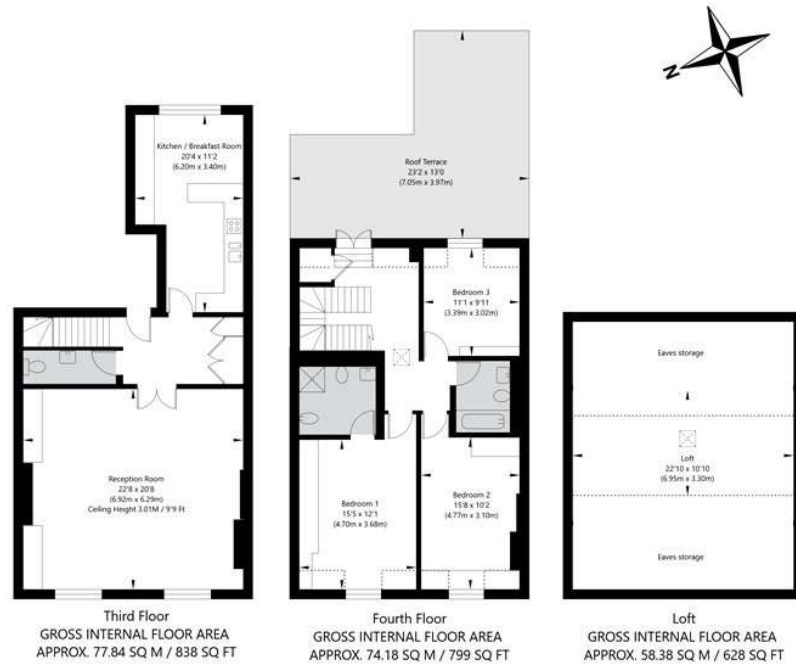 N
Kitchen / Breakfast Room
20'4 x 11'2
(6.20m x 3.40m)
Reception Room
22'8 x 20'8
(6.92m x 6.29m)
Ceiling Height 3.01M / 9'9 Ft
Third Floor
GROSS INTERNAL FLOOR AREA
APPROX. 77.84 SQ M / 838 SQ FT
Roof Terrace
23'2 x 13'0
(7.05m x 3.97m)
Bedroom 3
11'1 x 9'11
(3.39m x 3.02m)
Bedroom 1
15'5 x 12'1
(4.70m x 3.68m)
Bedroom 2
15'8 x 10'2
(4.77m x 3.10m)
Fourth Floor
GROSS INTERNAL FLOOR AREA
APPROX. 74.18 SQ M / 799 SQ FT
Eaves storage
Loft
22'10 x 10'10
(6.95m x 3.30m)
Eaves storage
Loft
GROSS INTERNAL FLOOR AREA
APPROX. 58.38 SQ M / 628 SQ FT